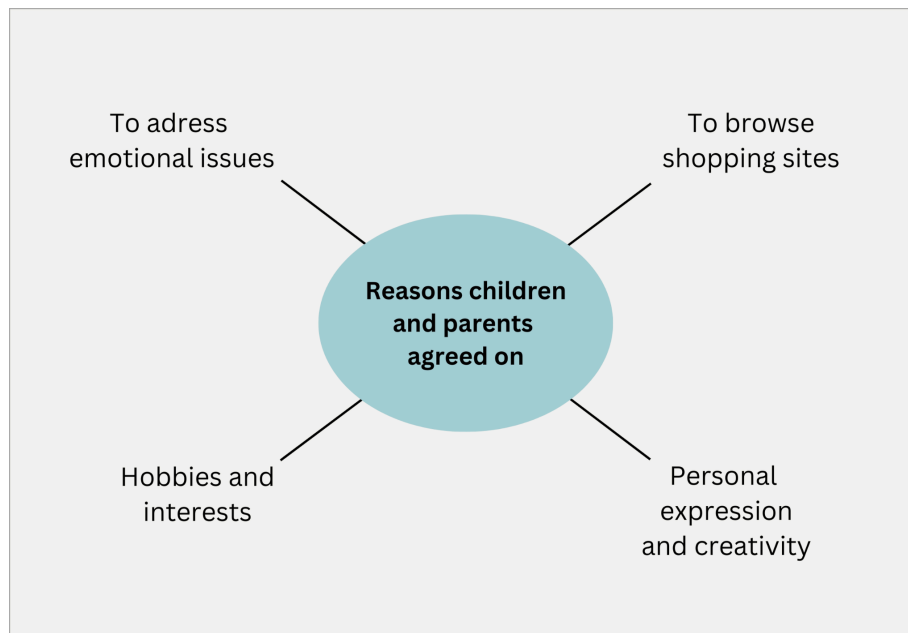 To adress
emotional issues
To browse
shopping sites
Reasons children
and parents
agreed on
Hobbies and
interests
Personal
expression
and creativity